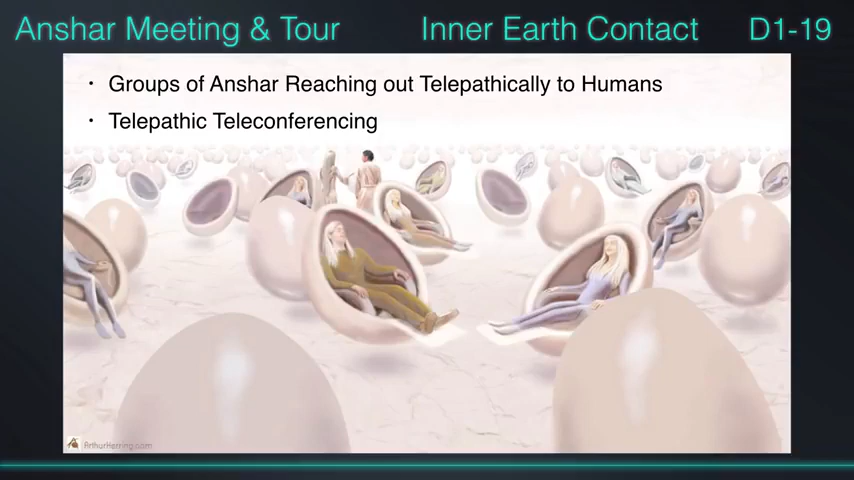 Anshar Meeting & Tour Inner Earth Contact D1-19
• Groups of Anshar Reaching out Telepathically to Humans
• Telepathic Teleconferencing
ArthurHerring.com